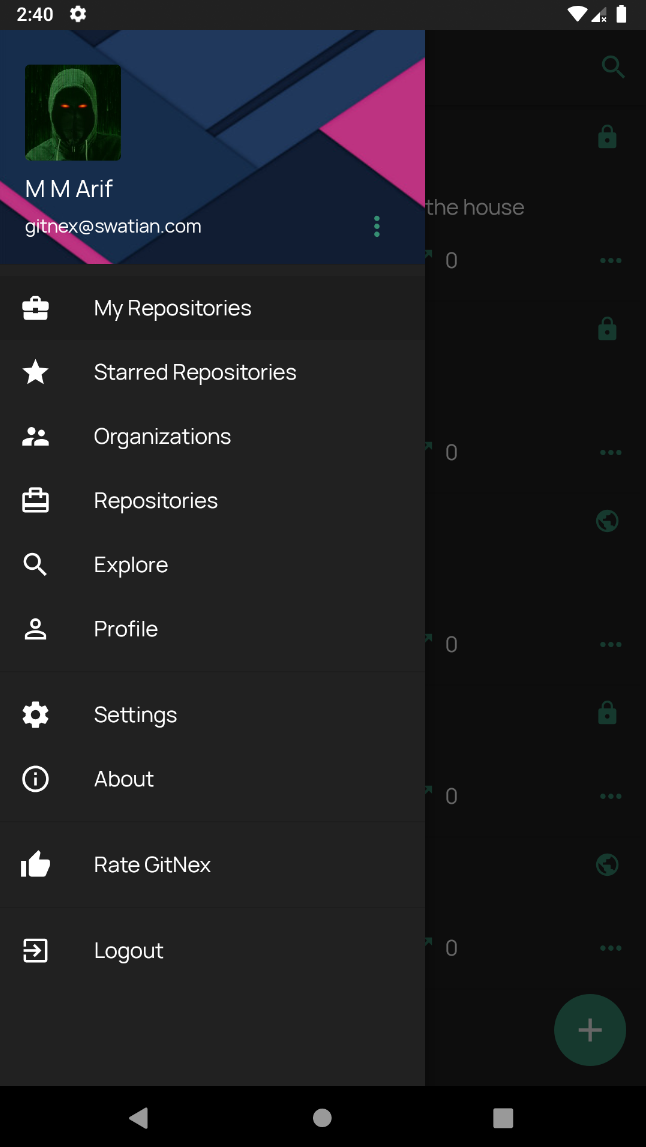 2:40
M M Arif
gitnex@swatian.com
the house
0
My Repositories
Starred Repositories
Organizations
0
Repositories
Explore
Profile
0
Settings
About
0
Rate GitNex
Logout
0